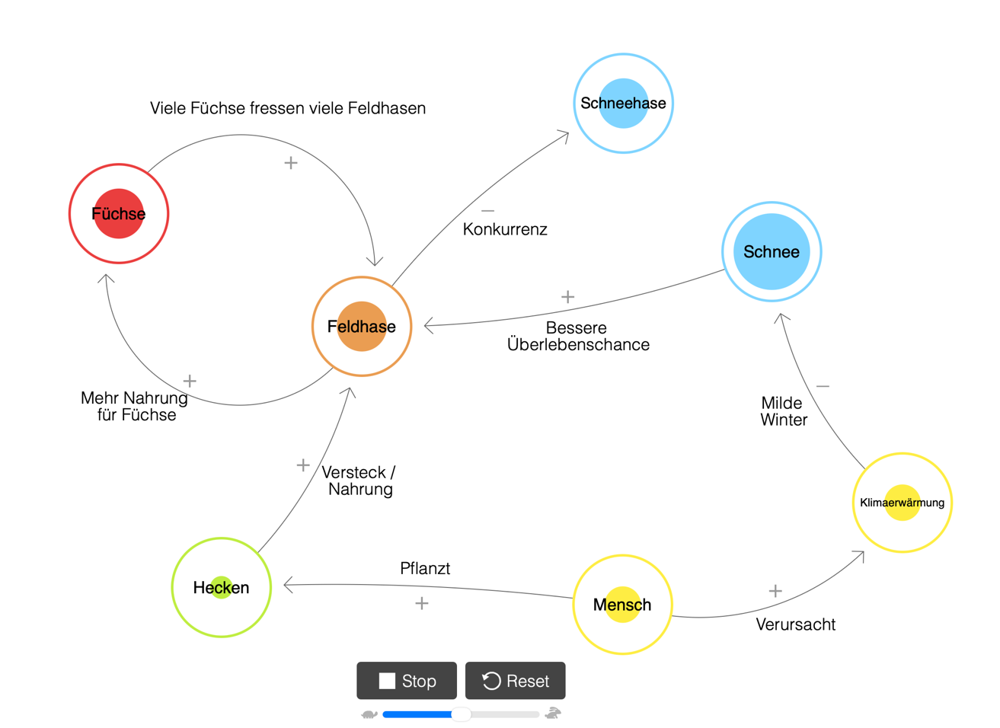 Schneehase
Viele Füchse fressen viele Feldhasen
+
Füchse
−
Konkurrenz
Schnee
+
Bessere
Überlebenschance
Feldhase
+
Mehr Nahrung
für Füchse
−
Milde
Winter
+
Versteck /
Nahrung
Klimaerwärmung
Hecken
Pflanzt
+
Mensch
+
Verursacht
Stop
Reset